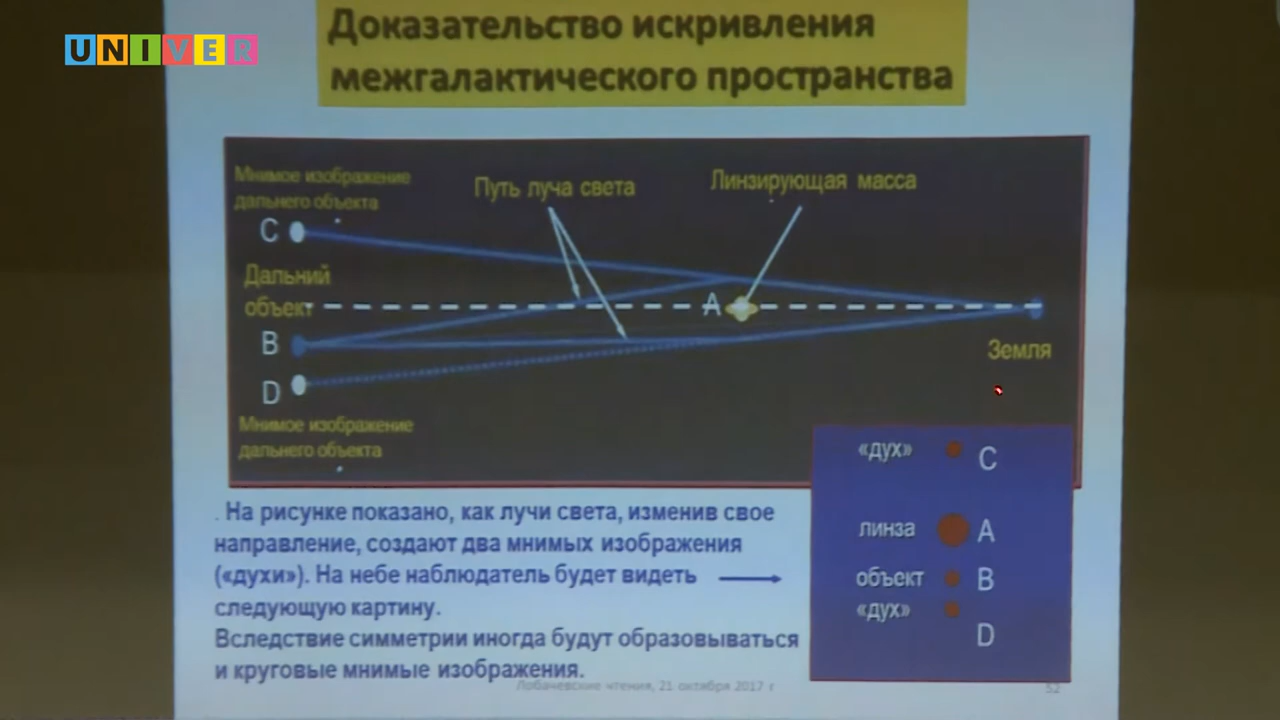 UNIVER
Доказательство искривления
межгалактического пространства
Мнимое изображение
дальнего объекта
Путь луча света
Линзирующая масса
C
Дальний
объект
A
B
Земля
D
Мнимое изображение
дальнего объекта
«дух» C
линза A
объект B
«дух»
D
. На рисунке показано, как лучи света, изменив свое
направление, создают два мнимых изображения
(«духи»). На небе наблюдатель будет видеть
следующую картину.
Вследствие симметрии иногда будут образовываться
и круговые мнимые изображения.
Лобачевские чтения, 21 октября 2017 г
52